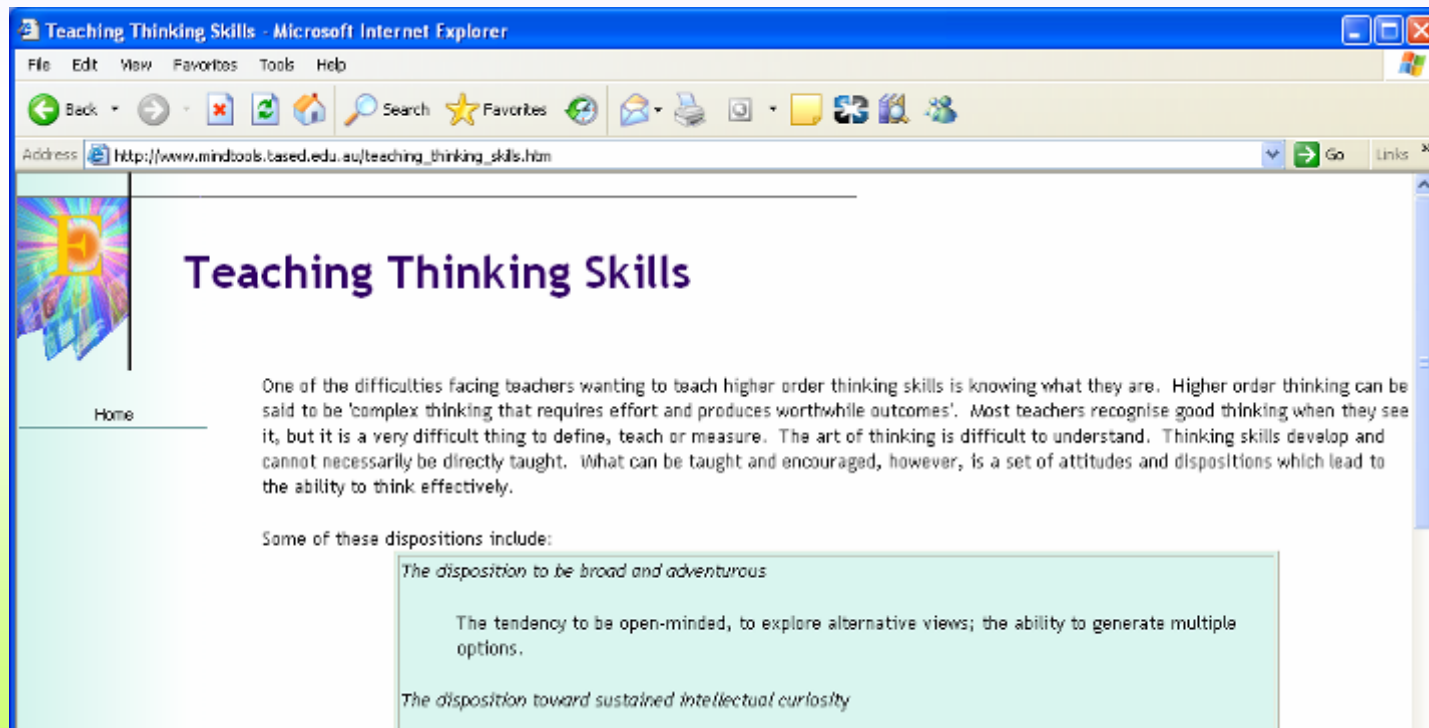 Teaching Thinking Skills - Microsoft Internet Explorer
File Edit View Favorites Tools Help
Back Search Favorites
Address http://www.mindtools.tased.edu.au/teaching_thinking_skills.htm Go Links »
E
Teaching Thinking Skills
Home
One of the difficulties facing teachers wanting to teach higher order thinking skills is knowing what they are. Higher order thinking can be
said to be 'complex thinking that requires effort and produces worthwhile outcomes'. Most teachers recognise good thinking when they see
it, but it is a very difficult thing to define, teach or measure. The art of thinking is difficult to understand. Thinking skills develop and
cannot necessarily be directly taught. What can be taught and encouraged, however, is a set of attitudes and dispositions which lead to
the ability to think effectively.
Some of these dispositions include:
The disposition to be broad and adventurous
The tendency to be open-minded, to explore alternative views; the ability to generate multiple
options.
The disposition toward sustained intellectual curiosity